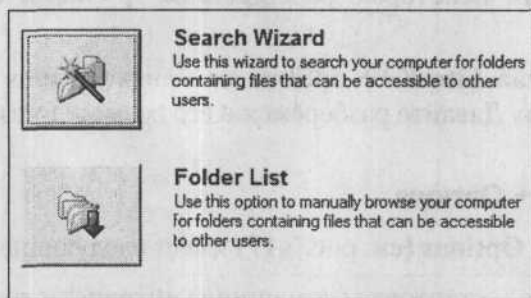 Search Wizard
Use this wizard to search your computer for folders
containing files that can be accessible to other
users.
Folder List
Use this option to manually browse your computer
for folders containing files that can be accessible
to other users.